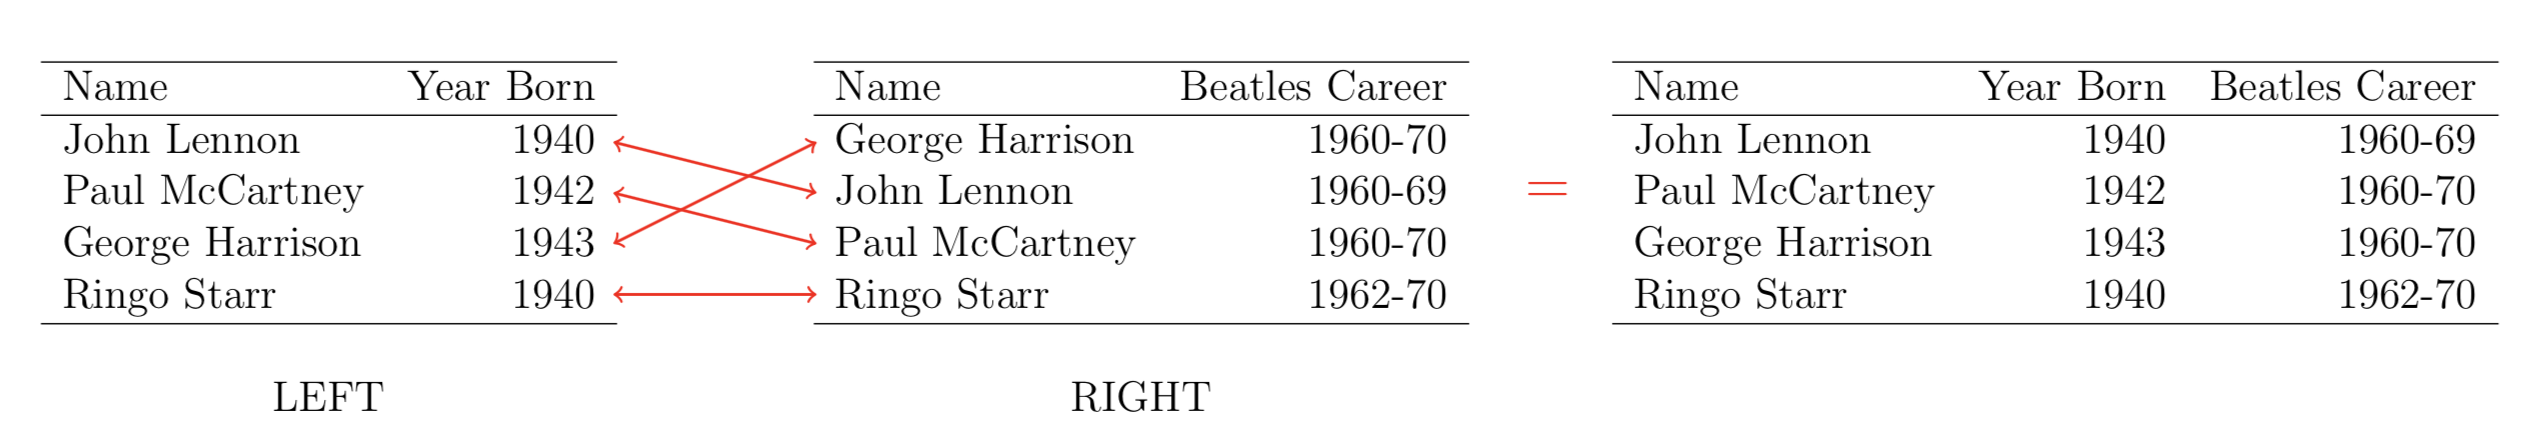 Name Year Born
John Lennon 1940
Paul McCartney 1942
George Harrison 1943
Ringo Starr 1940
LEFT
Name Beatles Career
George Harrison 1960-70
John Lennon 1960-69
Paul McCartney 1960-70
Ringo Starr 1962-70
RIGHT
=
Name Year Born Beatles Career
John Lennon 1940 1960-69
Paul McCartney 1942 1960-70
George Harrison 1943 1960-70
Ringo Starr 1940 1962-70